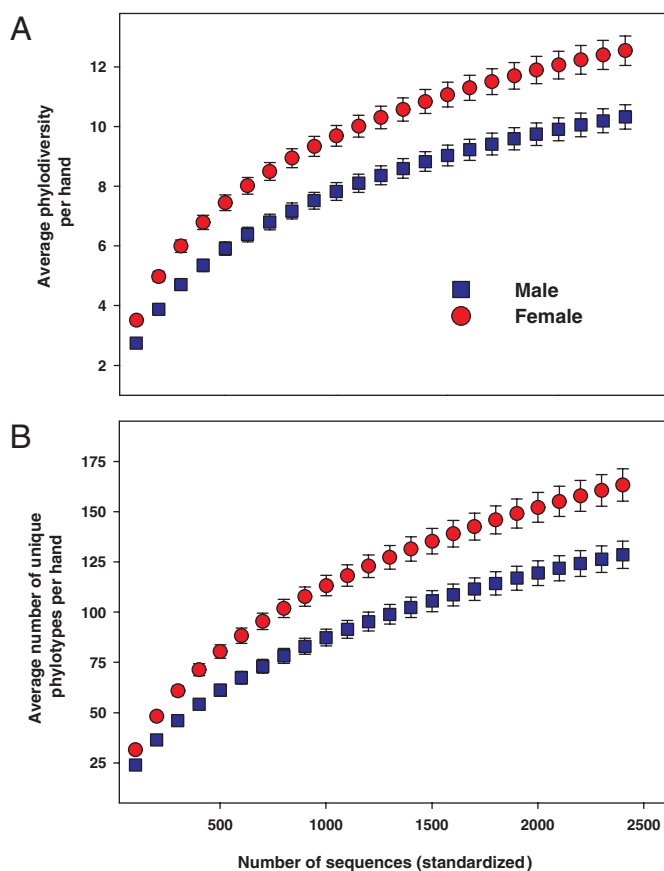 A
Average phylodiversity
per hand
12
10
8
6
4
2
Male
Female
B
Average number of unique
phylotypes per hand
175
150
125
100
75
50
25
500
1000
1500
2000
2500
Number of sequences (standardized)